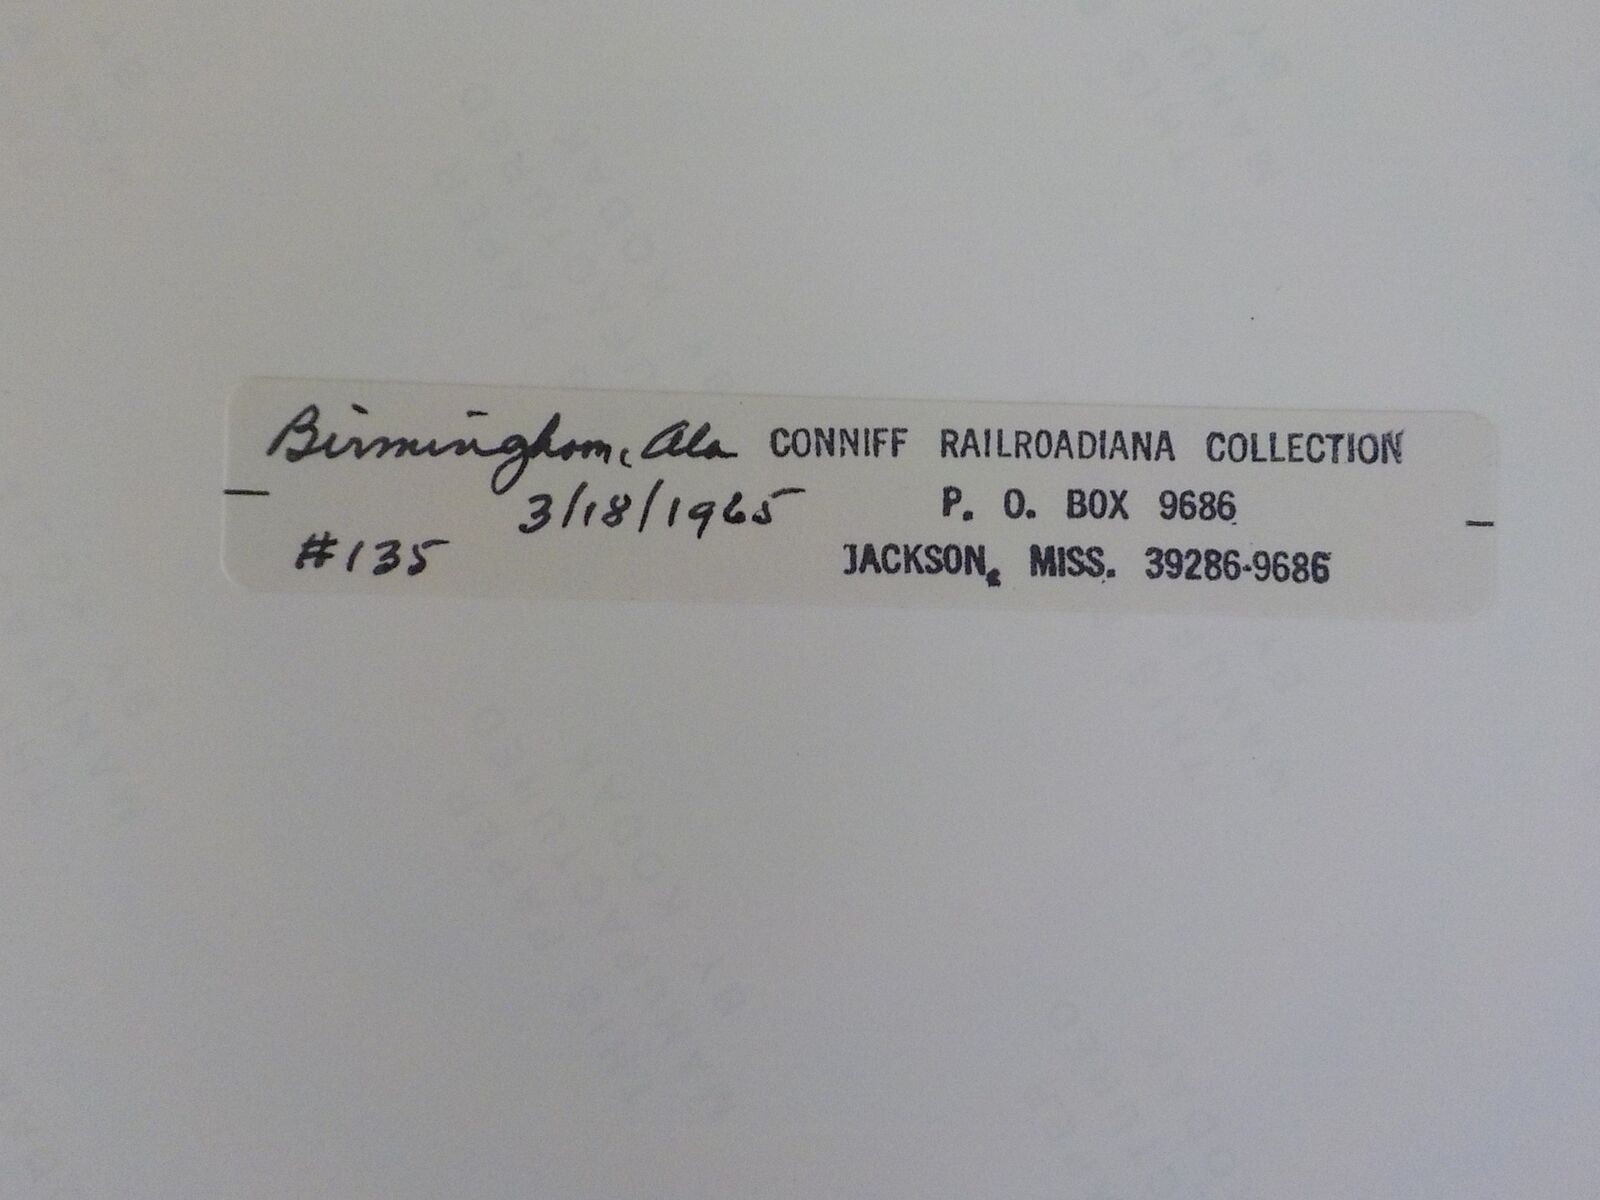 Birmingham, Ala
3/18/1965
#135
CONNIFF RAILROADIANA COLLECTION
P. O. BOX 9686
JACKSON, MISS. 39286-9686